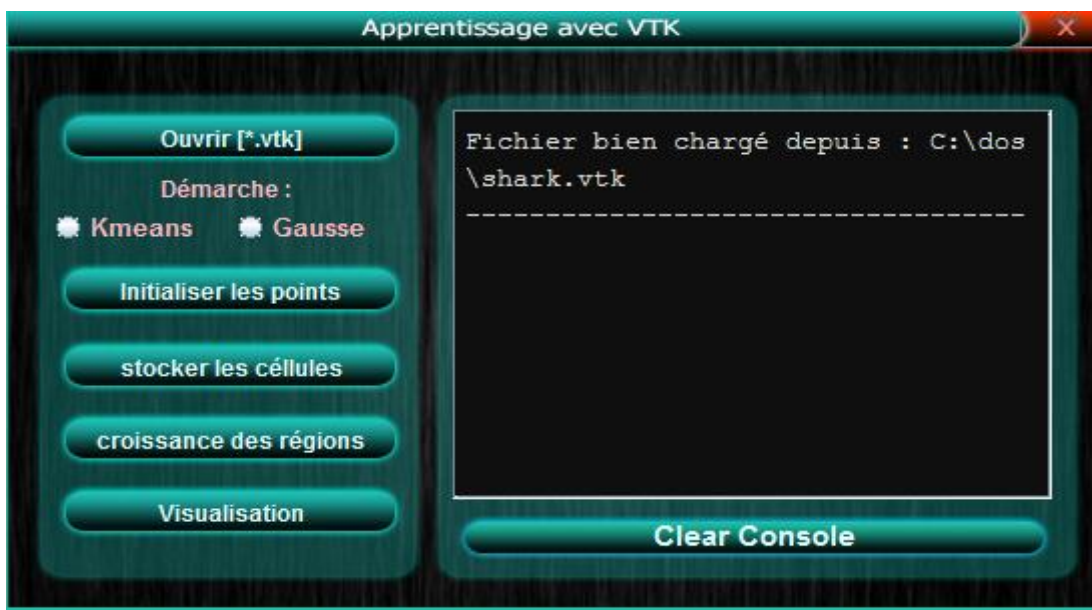 Apprentissage avec VTK
X
Ouvrir [*.vtk]
Démarche :
Kmeans
Gausse
Initialiser les points
stocker les céllules
croissance des régions
Visualisation
Fichier bien chargé depuis : C:\dos
\shark.vtk
-----------------------------------
Clear Console